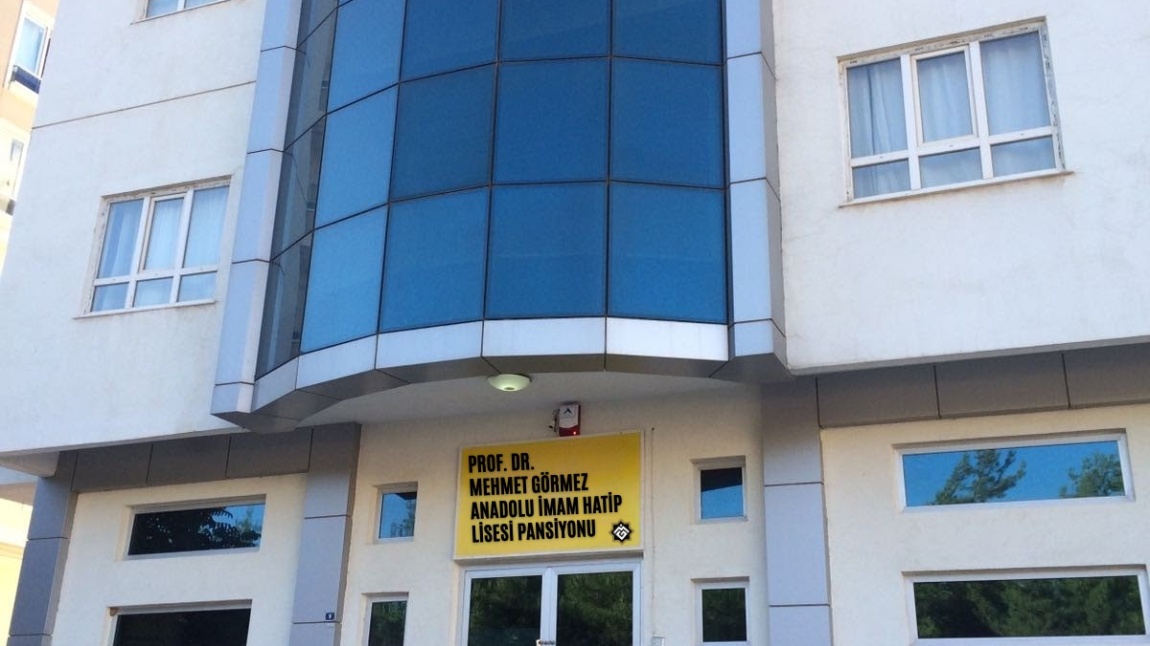 PROF. DR.
MEHMET GÖRMEZ
ANADOLU İMAM HATİP
LİSESİ PANSİYONU